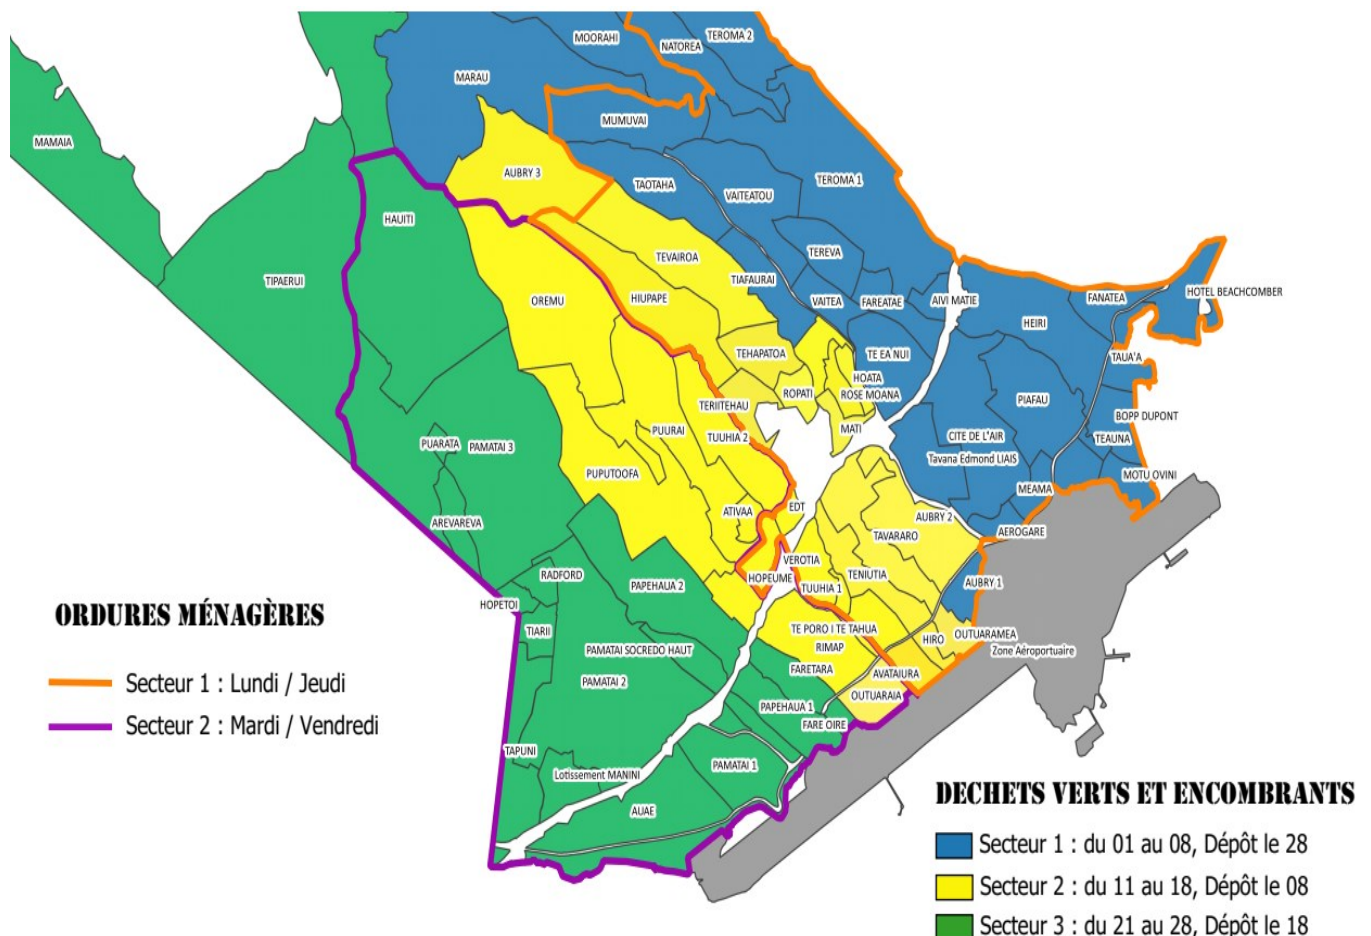 MOORAHI
NATOREA
TEROMA 2
MARAU
MUMUVAI
MAMAIA
AUBRY 3
TAOTAHA
VAITEATOU
TEROMA 1
HAUITI
TEREVA
TEVAIROA
TIPAERUI
TIAFAURAI
OREMU
HIUPAPE
VAITEA
FAREATAE
AIVI MATIE
FANATEA
HOTEL BEACHCOMBER
HEIRI
TEHAPATOA
TE EA NUI
TAUA'A
HOATA
ROPATI
ROSE MOANA
PIAFAU
TERIITEHAU
BOPP DUPONT
PUURAI
TUUHIA 2
MATI
CITE DE L'AIR
TEAUNA
PUARATA
PAMATAI 3
Tavana Edmond LIAIS
PUPUTOOFA
MOTU OVINI
MEAMA
ATIVAA
EDT
AUBRY 2
AREVAREVA
TAVARARO
AEROGARE
VEROTIA
RADFORD
PAPEHAUA 2
HOPEUME
TENIUTIA
AUBRY 1
TUUHIA 1
HOPETOI
ORDURES MÉNAGÈRES
TIARII
TE PORO I TE TAHUA
OUTUARAMEA
HIRO
PAMATAI SOCREDO HAUT
RIMAP
Zone Aéroportuaire
FARETARA
AVATAIURA
PAMATAI 2
Secteur 1 : Lundi / Jeudi
OUTUARAIA
PAPEHAUA 1
Secteur 2 : Mardi / Vendredi
FARE OIRE
TAPUNI
PAMATAI 1
Lotissement MANINI
AUAE
DECHETS VERTS ET ENCOMBRANTS
Secteur 1 : du 01 au 08, Dépôt le 28
Secteur 2 : du 11 au 18, Dépôt le 08
Secteur 3 : du 21 au 28, Dépôt le 18